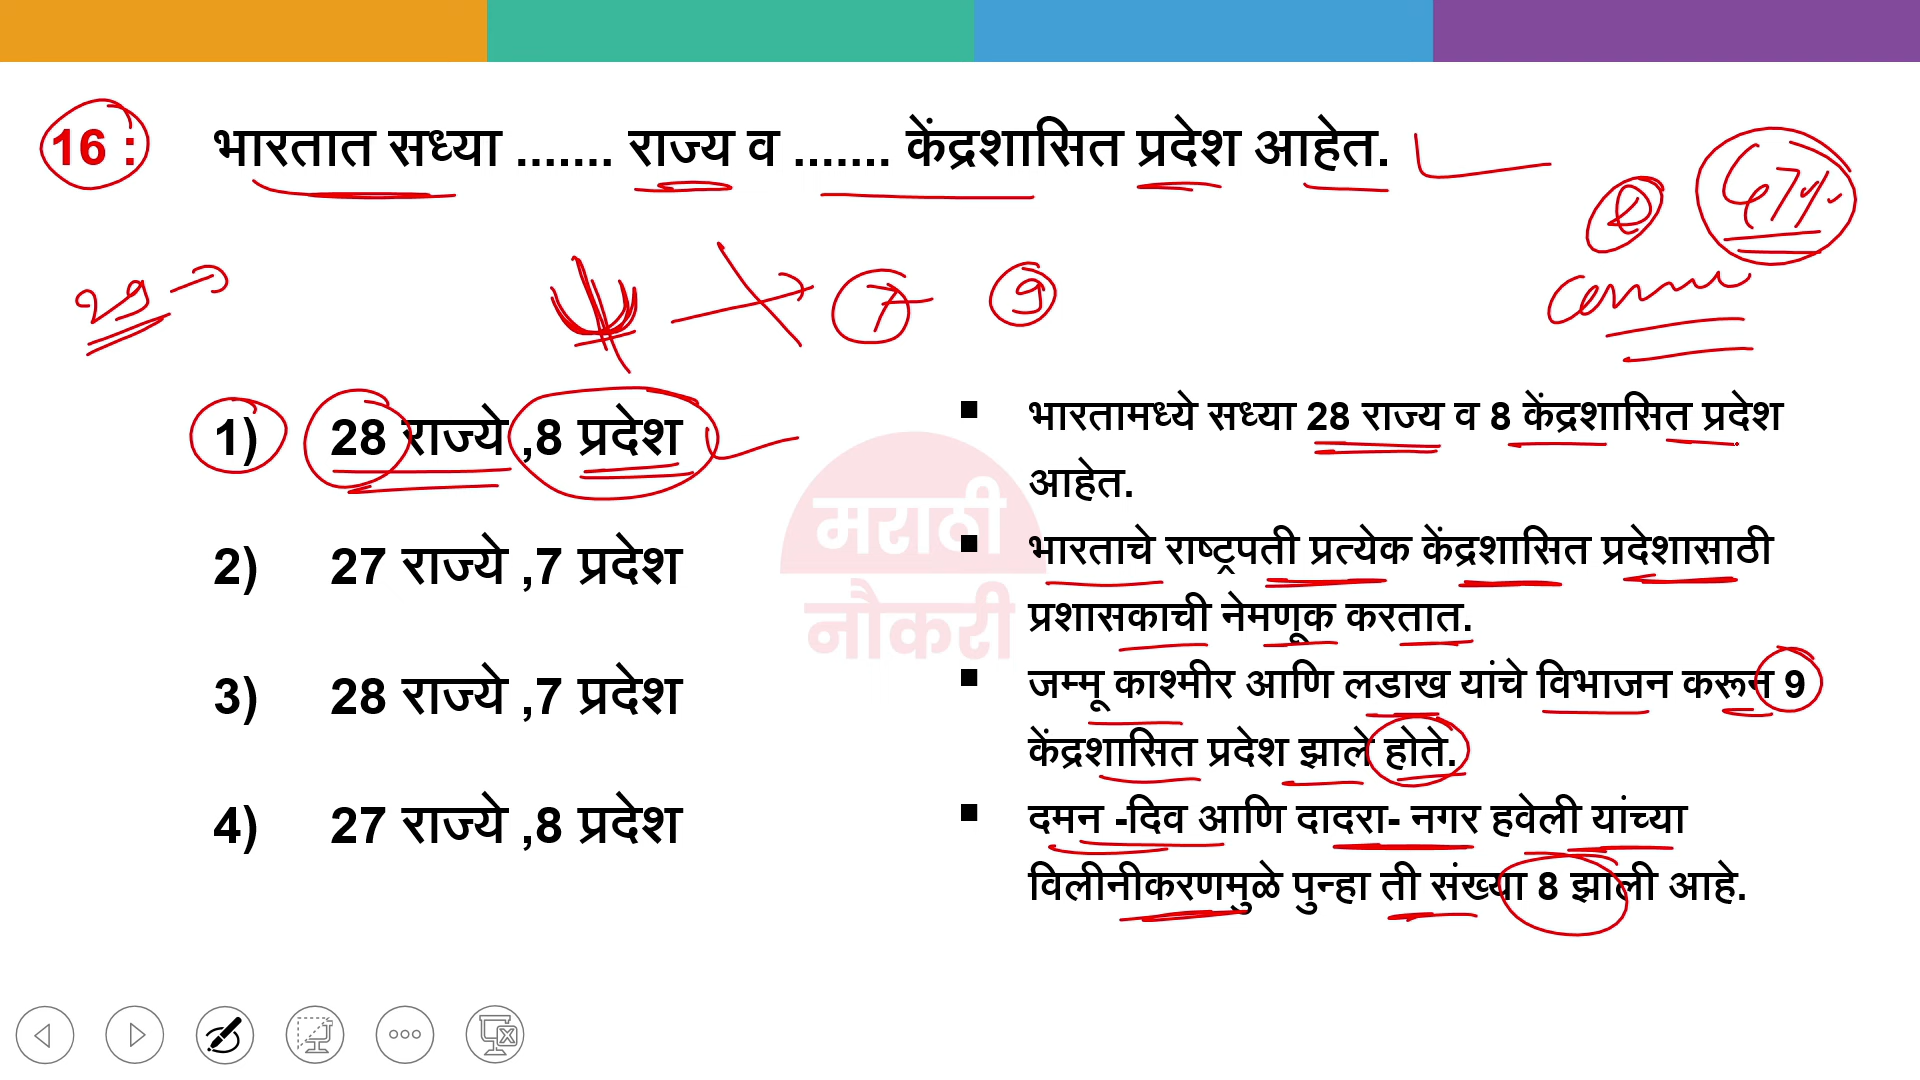 16 : भारतात सध्या ....... राज्य व ....... केंद्रशासित प्रदेश आहेत.
29
7
9
1) 28 राज्ये ,8 प्रदेश
2) 27 राज्ये ,7 प्रदेश
3) 28 राज्ये ,7 प्रदेश
4) 27 राज्ये ,8 प्रदेश
▪ भारतामध्ये सध्या 28 राज्य व 8 केंद्रशासित प्रदेश
आहेत.
▪ भारताचे राष्ट्रपती प्रत्येक केंद्रशासित प्रदेशासाठी
प्रशासकाची नेमणूक करतात.
▪ जम्मू काश्मीर आणि लडाख यांचे विभाजन करून 9
केंद्रशासित प्रदेश झाले होते.
▪ दमन -दिव आणि दादरा- नगर हवेली यांच्या
विलीनीकरणमुळे पुन्हा ती संख्या 8 झाली आहे.
मराठी
नौकरी